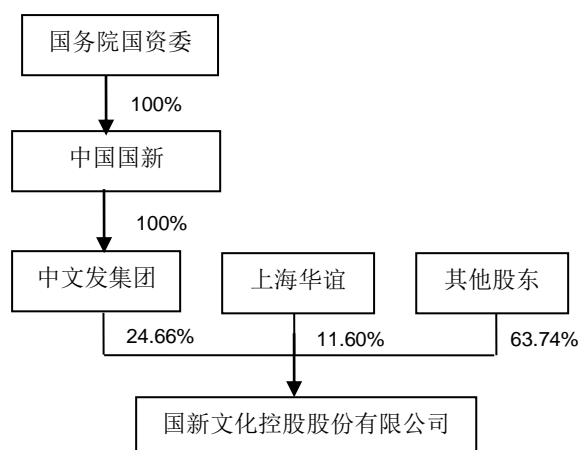 国务院国资委
100%
中国国新
100%
中文发集团
上海华谊
其他股东
24.66%
11.60%
63.74%
国新文化控股股份有限公司